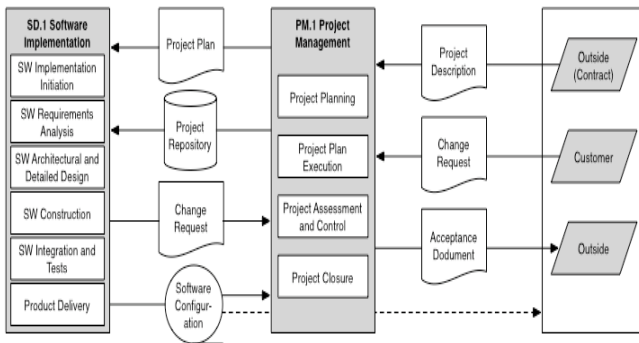 SD.1 Software
Implementation
SW Implementation
Initiation
SW Requirements
Analysis
SW Architectural and
Detailed Design
SW Construction
SW Integration and
Tests
Product Delivery
Project Plan
Project
Repository
Change
Request
Software
Configur-
ation
PM.1 Project
Management
Project Planning
Project Plan
Execution
Project Assessment
and Control
Project Closure
Project
Description
Change
Request
Acceptance
Dodument
Outside
(Contract)
Customer
Outside